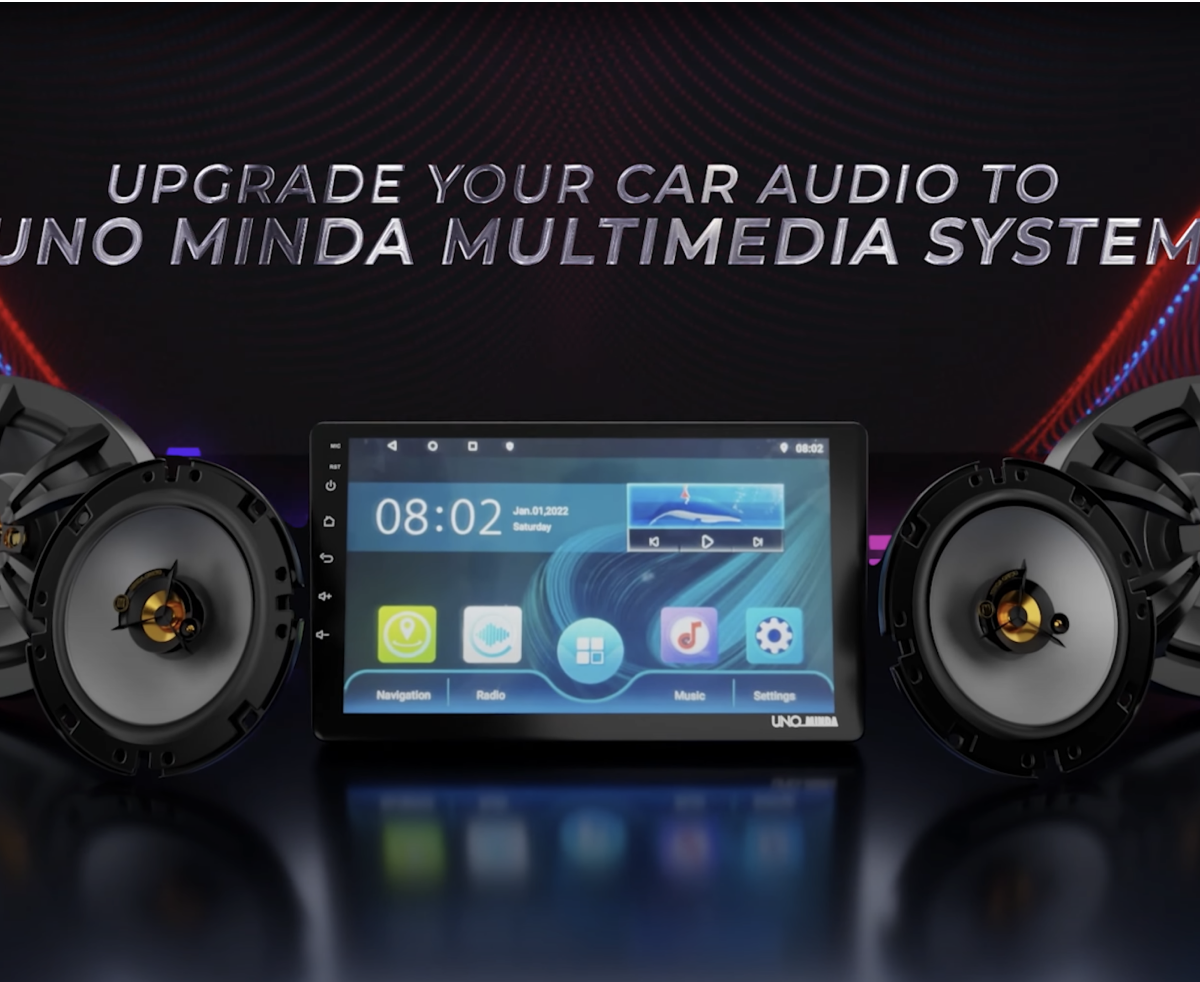 UPGRADE YOUR CAR AUDIO TO
UNO MINDA MULTIMEDIA SYSTEM
MIC
RST
08:02
08:02
Jan.01,2022
Saturday
Navigation
Radio
Music
Settings
UNO MINDA